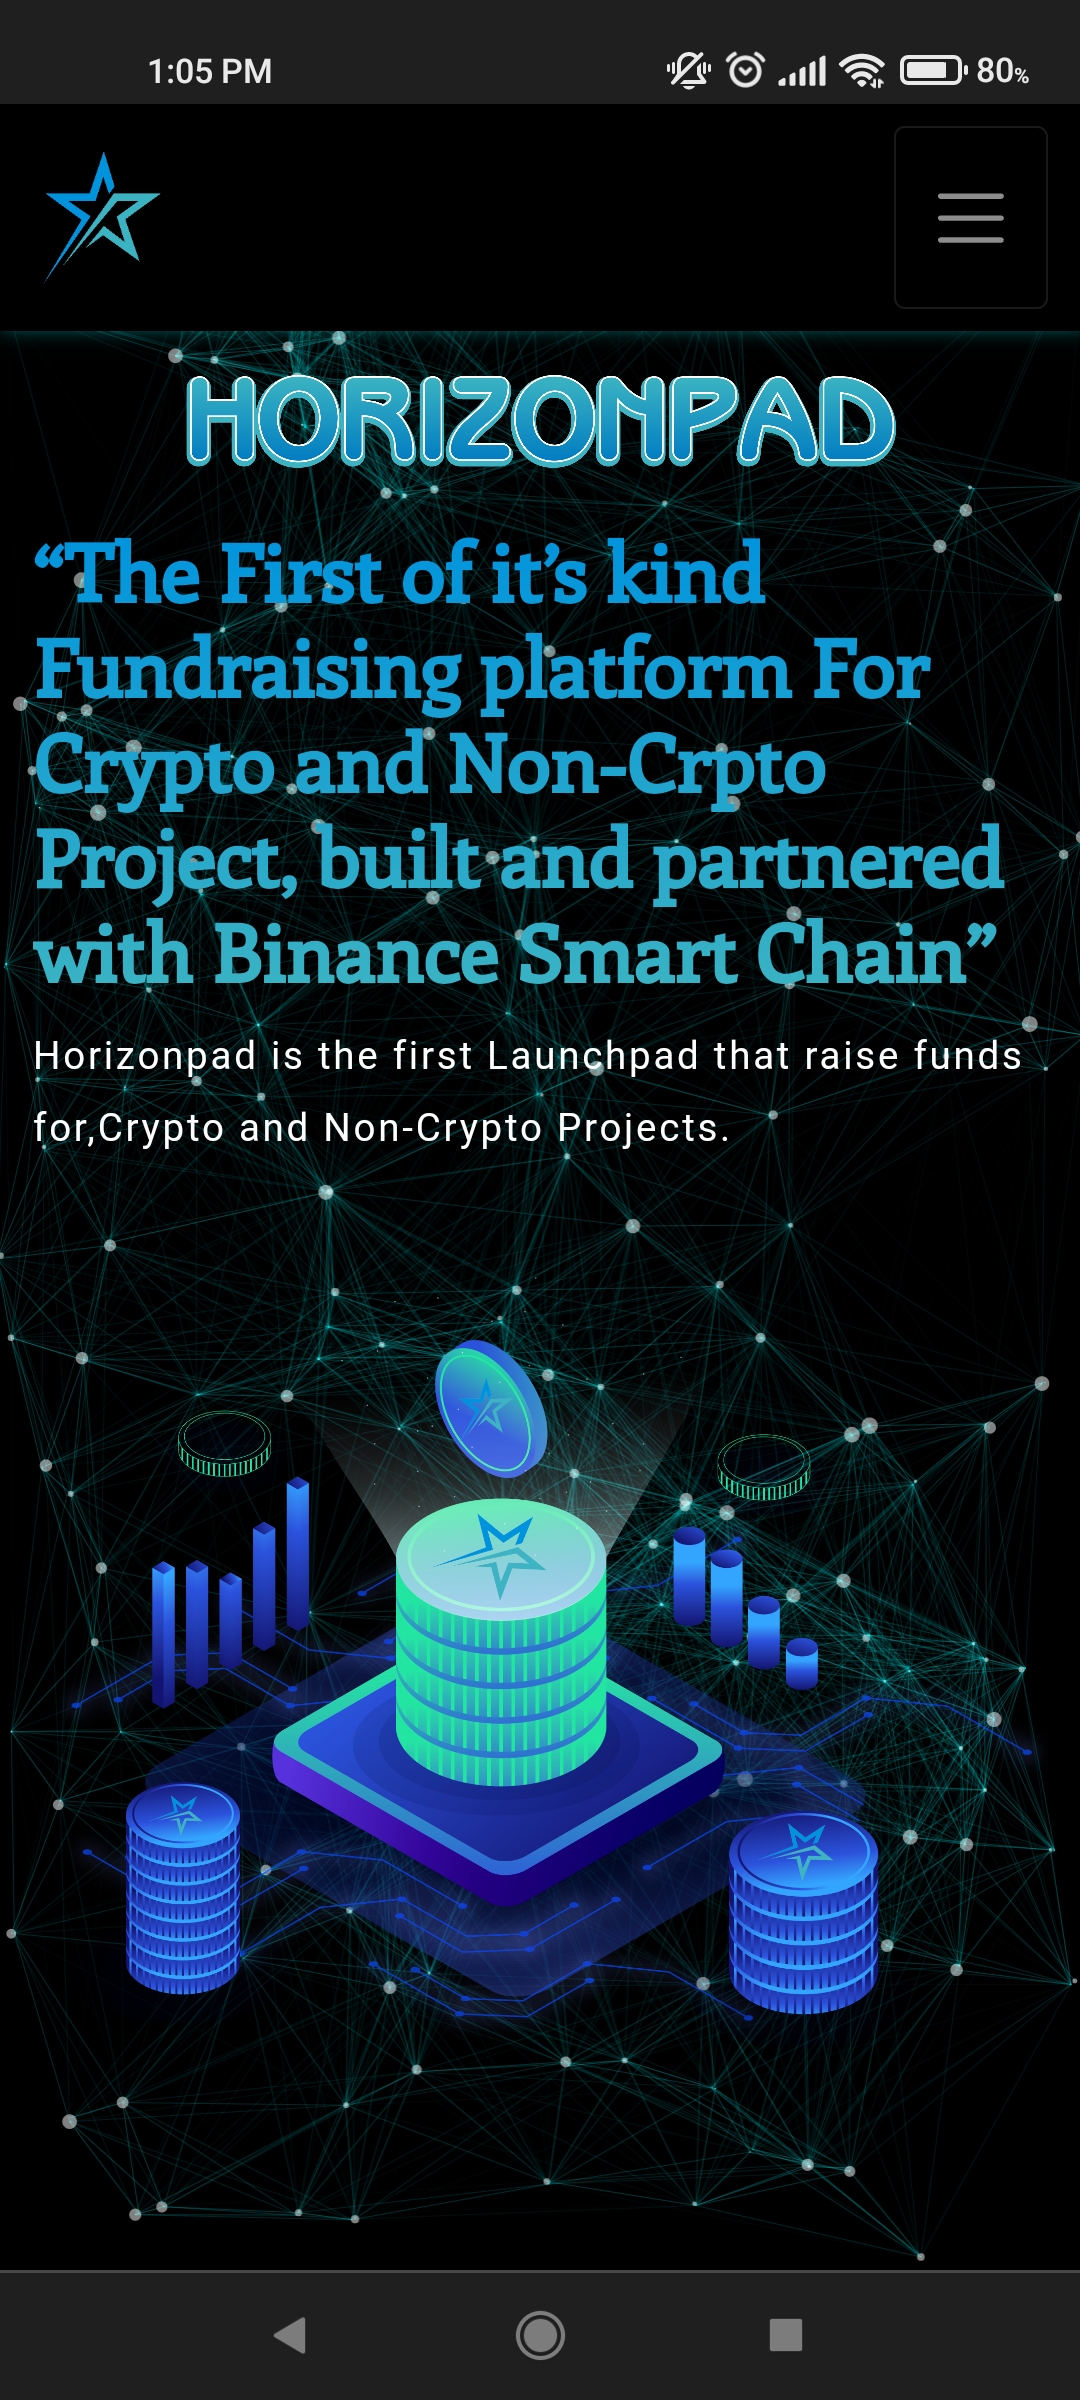 1:05 PM
80%
HORIZONPAD
“The First of it’s kind
Fundraising platform For
Crypto and Non-Crpto
Project, built and partnered
with Binance Smart Chain”
Horizonpad is the first Launchpad that raise funds
for,Crypto and Non-Crypto Projects.